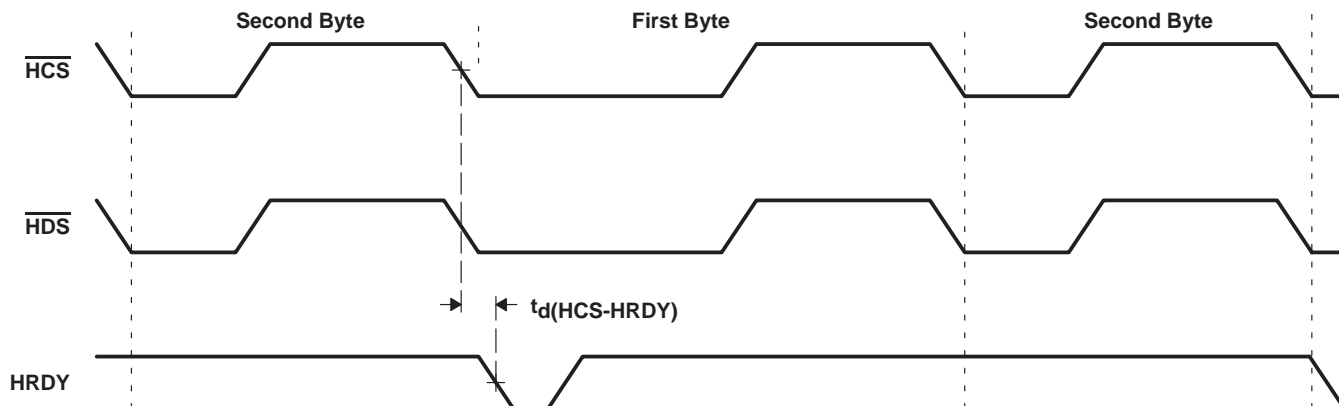 Second Byte First Byte Second Byte
HCS
HDS
td(HCS-HRDY)
HRDY